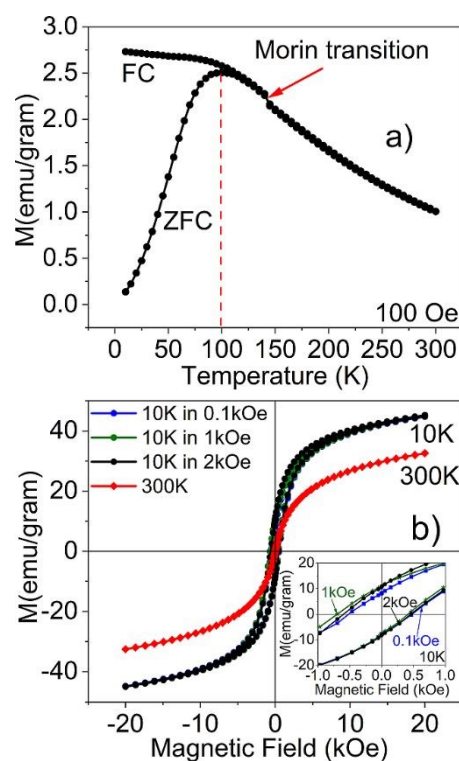 3.0
2.5
2.0
1.5
1.0
0.5
0.0
M(emu/gram)
FC
ZFC
Morin transition
a)
100 Oe
0 50 100 150 200 250 300
Temperature (K)
10K in 0.1kOe
10K in 1kOe
10K in 2kOe
300K
40
20
0
-20
-40
M(emu/gram)
10K
300K
b)
20
10
0
-10
-20
M(emu/gram)
1kOe
2kOe
0.1kOe
10K
-1.0 -0.5 0.0 0.5 1.0
Magnetic Field (kOe)
-20 -10 0 10 20
Magnetic Field (kOe)